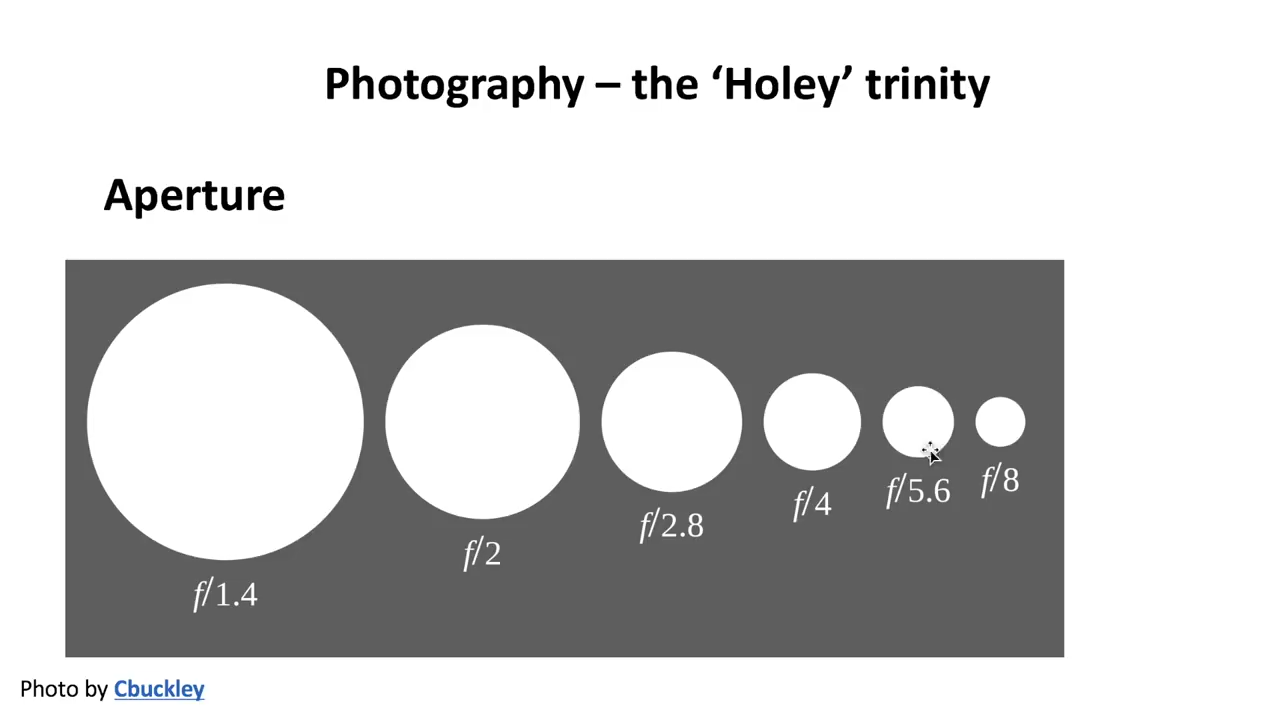 Photography – the ‘Holey’ trinity
Aperture
f/1.4
f/2
f/2.8
f/4
f/5.6
f/8
Photo by Cbuckley